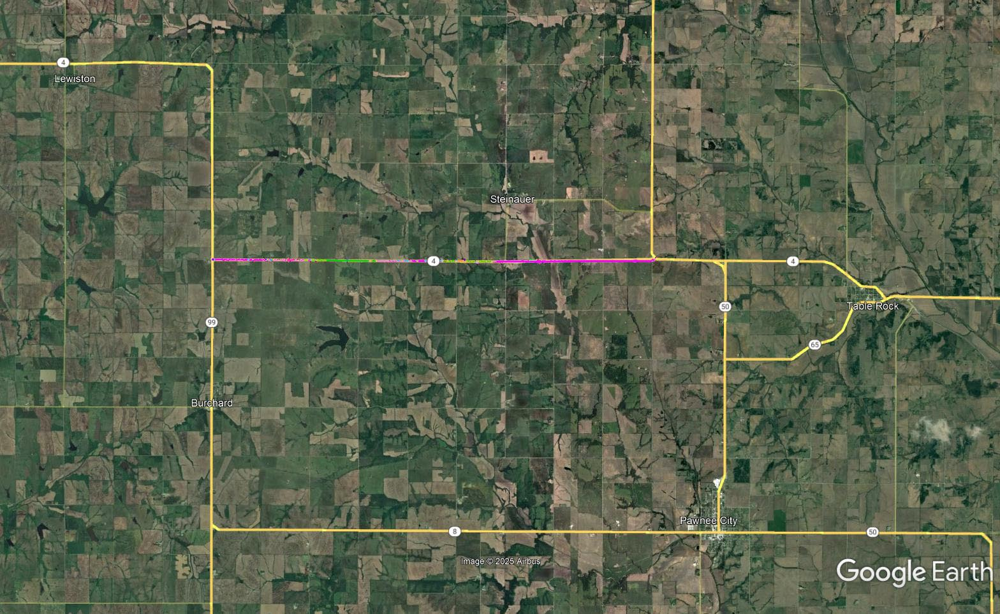 4
Lewiston
Steinauer
4
4
50
Table Rock
99
65
Burchard
Pawnee City
8
50
Image © 2025 Airbus
Google Earth